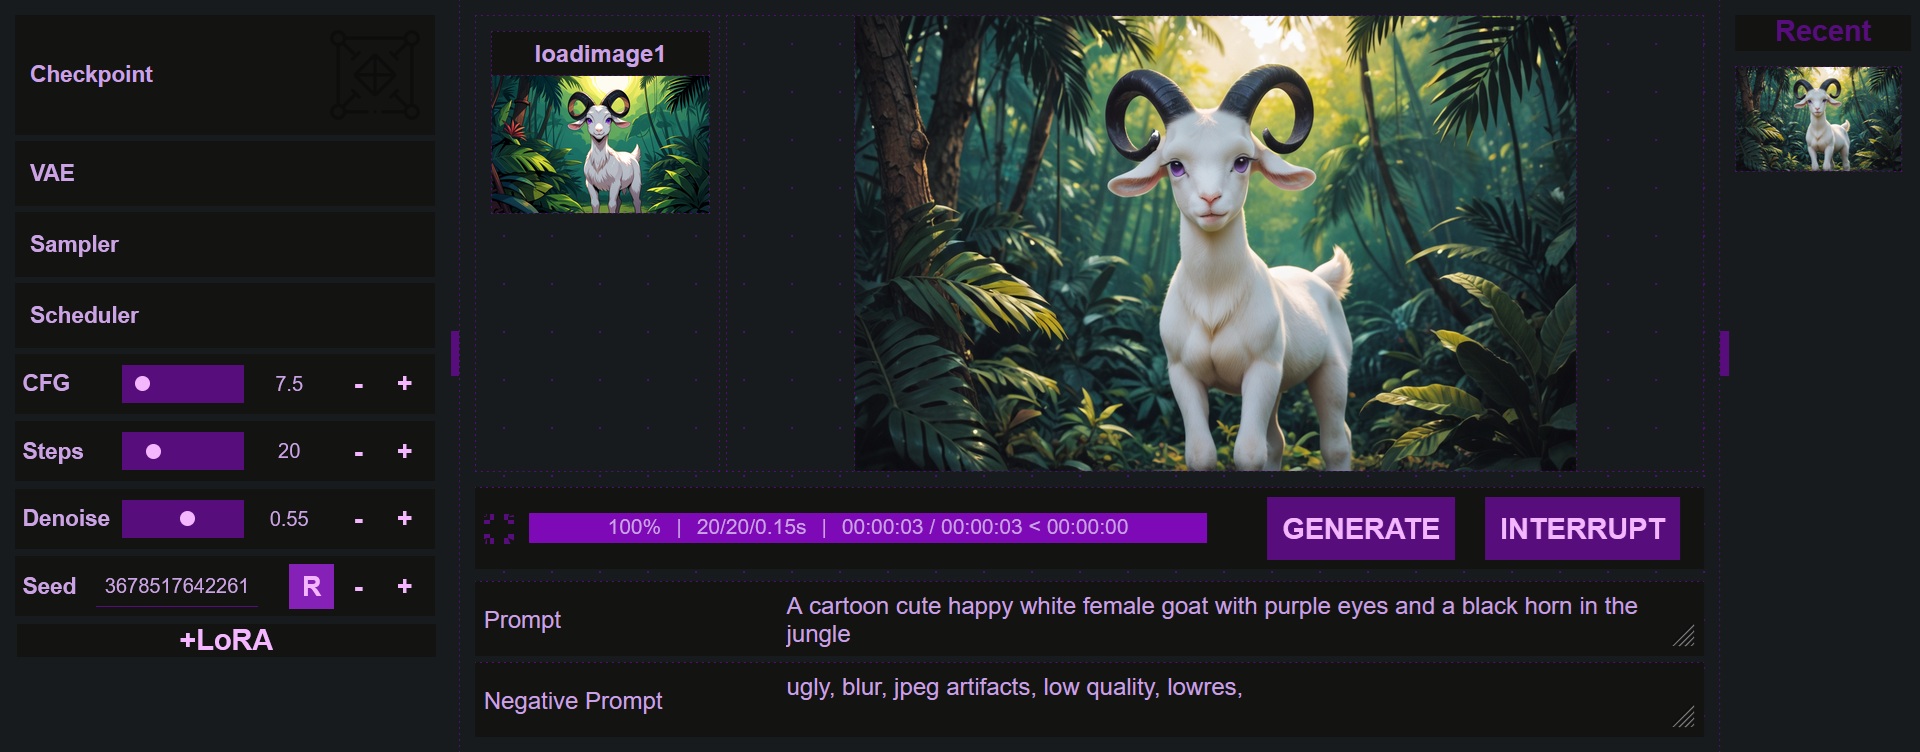 Checkpoint
VAE
Sampler
Scheduler
CFG 7.5 - +
Steps 20 - +
Denoise 0.55 - +
Seed 3678517642261 R - +
+LoRA
loadimage1
100% | 20/20/0.15s | 00:00:03 / 00:00:03 < 00:00:00
GENERATE INTERRUPT
Prompt
A cartoon cute happy white female goat with purple eyes and a black horn in the
jungle
Negative Prompt
ugly, blur, jpeg artifacts, low quality, lowres,
Recent